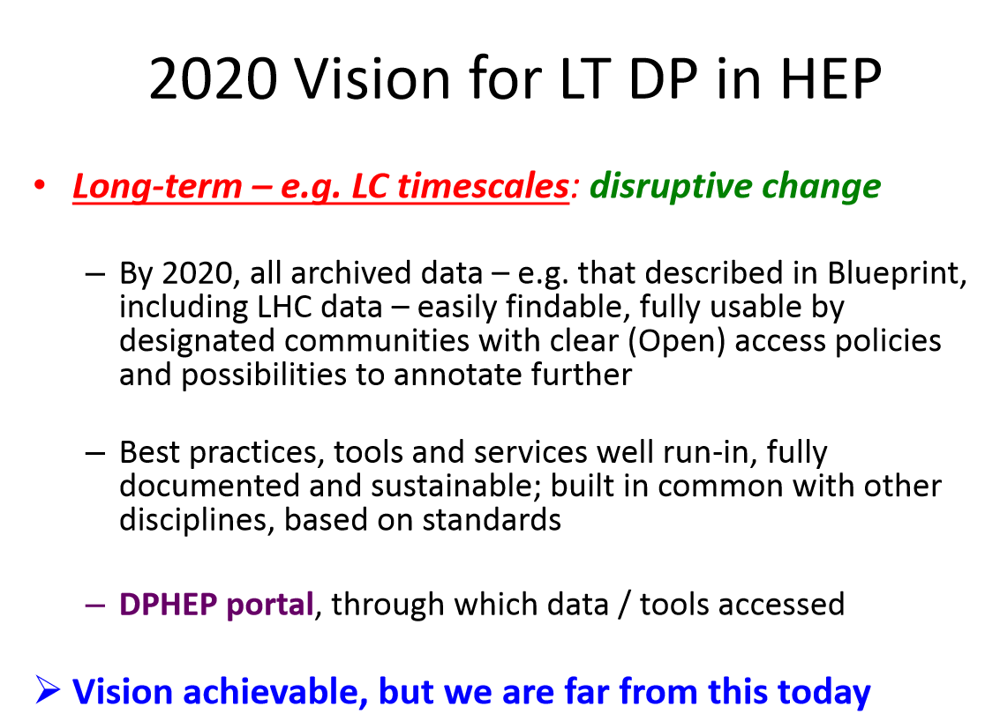 2020 Vision for LT DP in HEP
• Long-term – e.g. LC timescales: disruptive change
– By 2020, all archived data – e.g. that described in Blueprint,
including LHC data – easily findable, fully usable by
designated communities with clear (Open) access policies
and possibilities to annotate further
– Best practices, tools and services well run-in, fully
documented and sustainable; built in common with other
disciplines, based on standards
– DPHEP portal, through which data / tools accessed
➢ Vision achievable, but we are far from this today